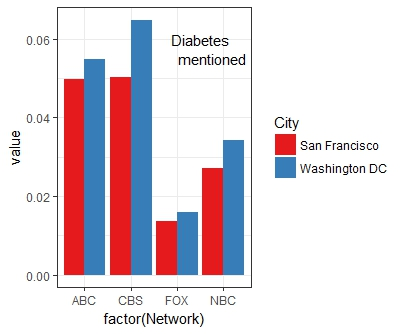 Diabetes
mentioned
value
0.06
0.04
0.02
0.00
ABC CBS FOX NBC
factor(Network)
City
San Francisco
Washington DC